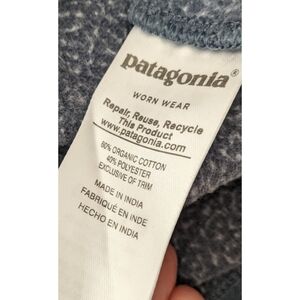 patagonia®
WORN WEAR
Repair, Reuse, Recycle
This Product
www.patagonia.com
60% ORGANIC COTTON
40% POLYESTER
EXCLUSIVE OF TRIM
MADE IN INDIA
FABRIQUÉ EN INDE
HECHO EN INDIA